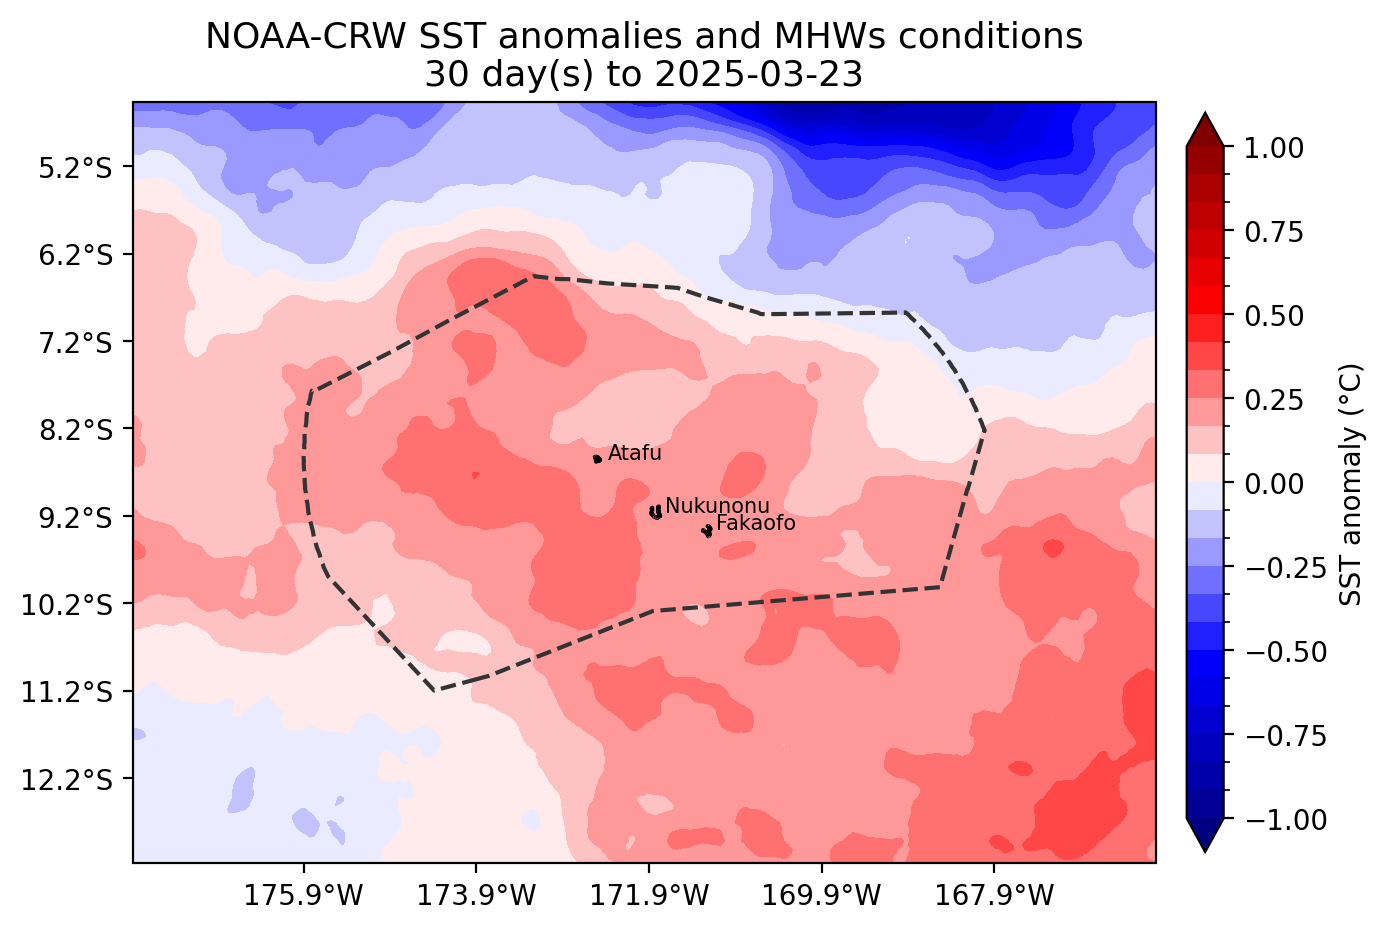 NOAA-CRW SST anomalies and MHWs conditions
30 day(s) to 2025-03-23
5.2°S
6.2°S
7.2°S
8.2°S
9.2°S
10.2°S
11.2°S
12.2°S
Atafu
Nukunonu
Fakaofo
175.9°W
173.9°W
171.9°W
169.9°W
167.9°W
1.00
0.75
0.50
0.25
0.00
−0.25
−0.50
−0.75
−1.00
SST anomaly (°C)